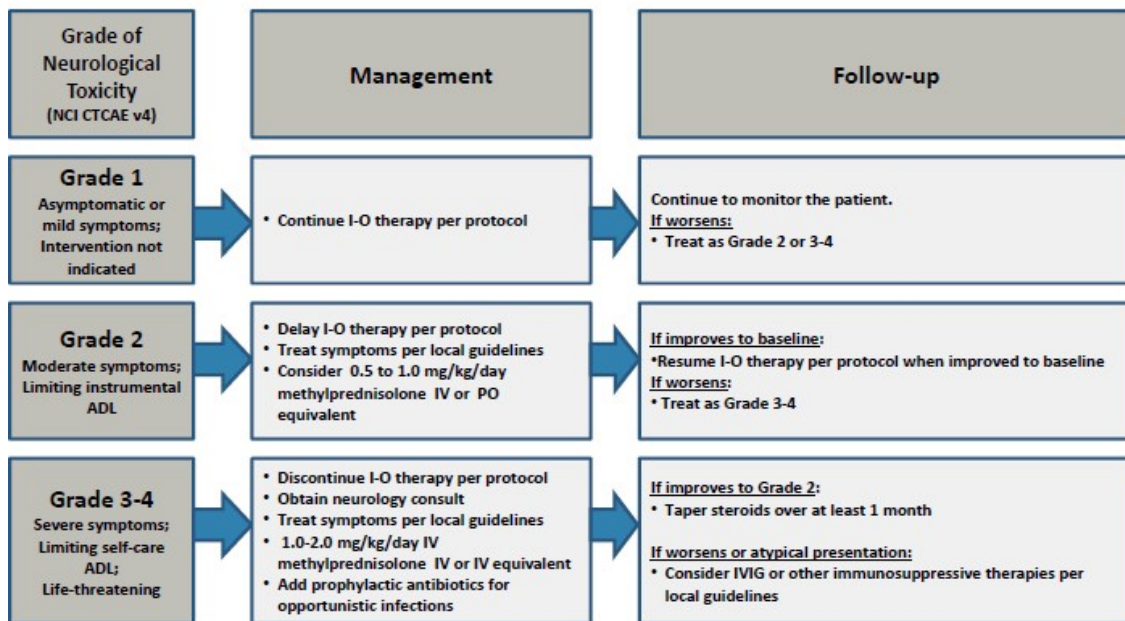 Grade of
Neurological
Toxicity
(NCI CTCAE v4)
Management
Follow-up
Grade 1
Asymptomatic or
mild symptoms;
Intervention not
indicated
• Continue I-O therapy per protocol
Continue to monitor the patient.
If worsens:
• Treat as Grade 2 or 3-4
Grade 2
Moderate symptoms;
Limiting instrumental
ADL
• Delay I-O therapy per protocol
• Treat symptoms per local guidelines
• Consider 0.5 to 1.0 mg/kg/day
methylprednisolone IV or PO
equivalent
If improves to baseline:
•Resume I-O therapy per protocol when improved to baseline
If worsens:
• Treat as Grade 3-4
Grade 3-4
Severe symptoms;
Limiting self-care
ADL;
Life-threatening
• Discontinue I-O therapy per protocol
• Obtain neurology consult
• Treat symptoms per local guidelines
• 1.0-2.0 mg/kg/day IV
methylprednisolone IV or IV equivalent
• Add prophylactic antibiotics for
opportunistic infections
If improves to Grade 2:
• Taper steroids over at least 1 month
If worsens or atypical presentation:
• Consider IVIG or other immunosuppressive therapies per
local guidelines